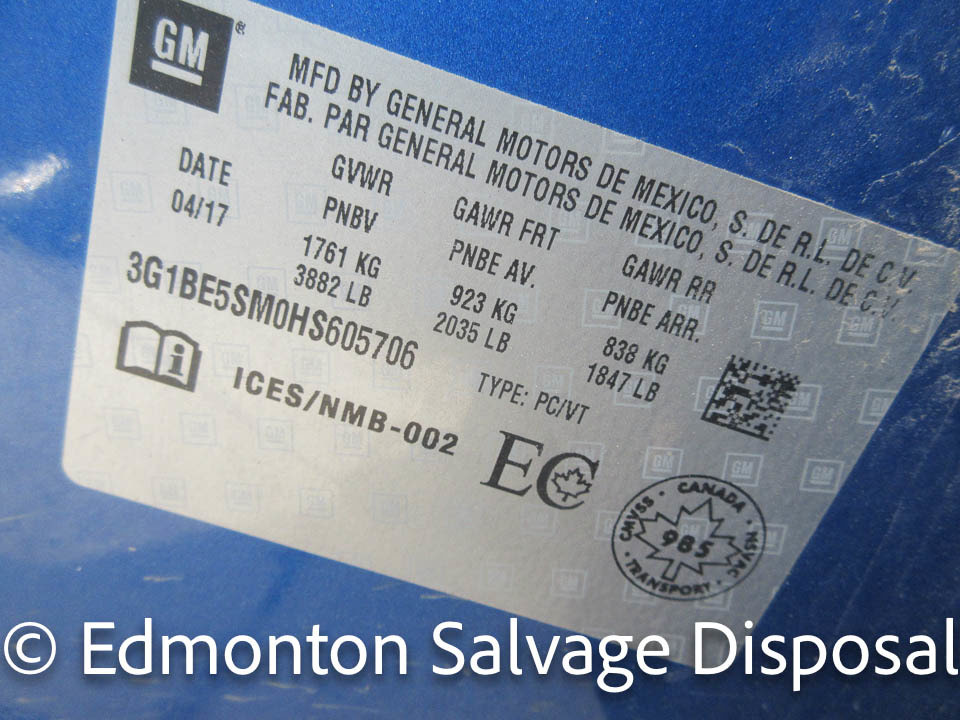 GM®
MFD BY GENERAL MOTORS DE MEXICO, S. DE R.L. DE C.V.
FAB. PAR GENERAL MOTORS DE MEXICO, S. DE R.L. DE C.V.
DATE
04/17
GVWR
PNBV
1761 KG
3882 LB
GAWR FRT
PNBE AV.
923 KG
2035 LB
GAWR RR
PNBE ARR.
838 KG
1847 LB
3G1BE5SM0HS605706
TYPE: PC/VT
i
ICES/NMB-002
EC
CMVSS · CANADA · NSVAC
985
· TRANSPORT ·
© Edmonton Salvage Disposal